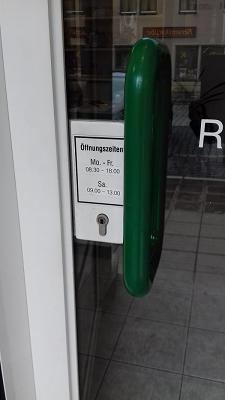 Öffnungszeiten
Mo. - Fr.
08.30 - 18.00
Sa.
09.00 - 13.00
R